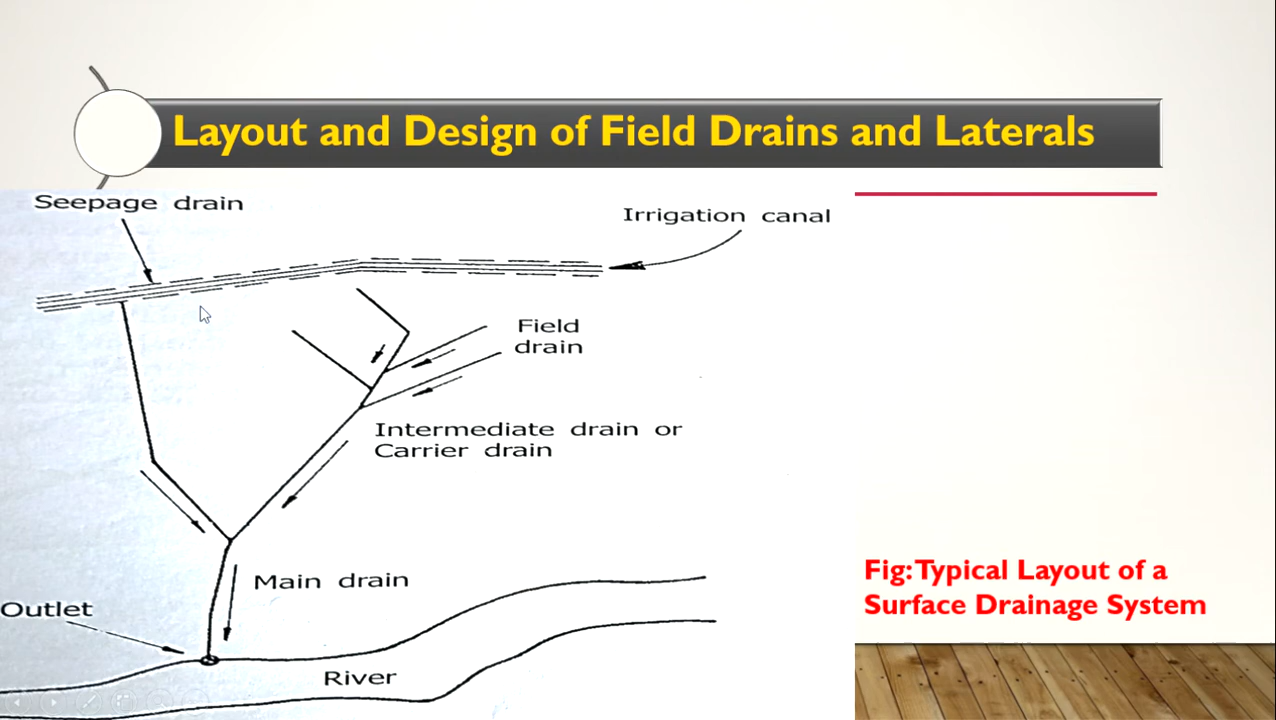 Layout and Design of Field Drains and Laterals
Seepage drain
Irrigation canal
Field
drain
Intermediate drain or
Carrier drain
Main drain
Outlet
River
Fig:Typical Layout of a
Surface Drainage System